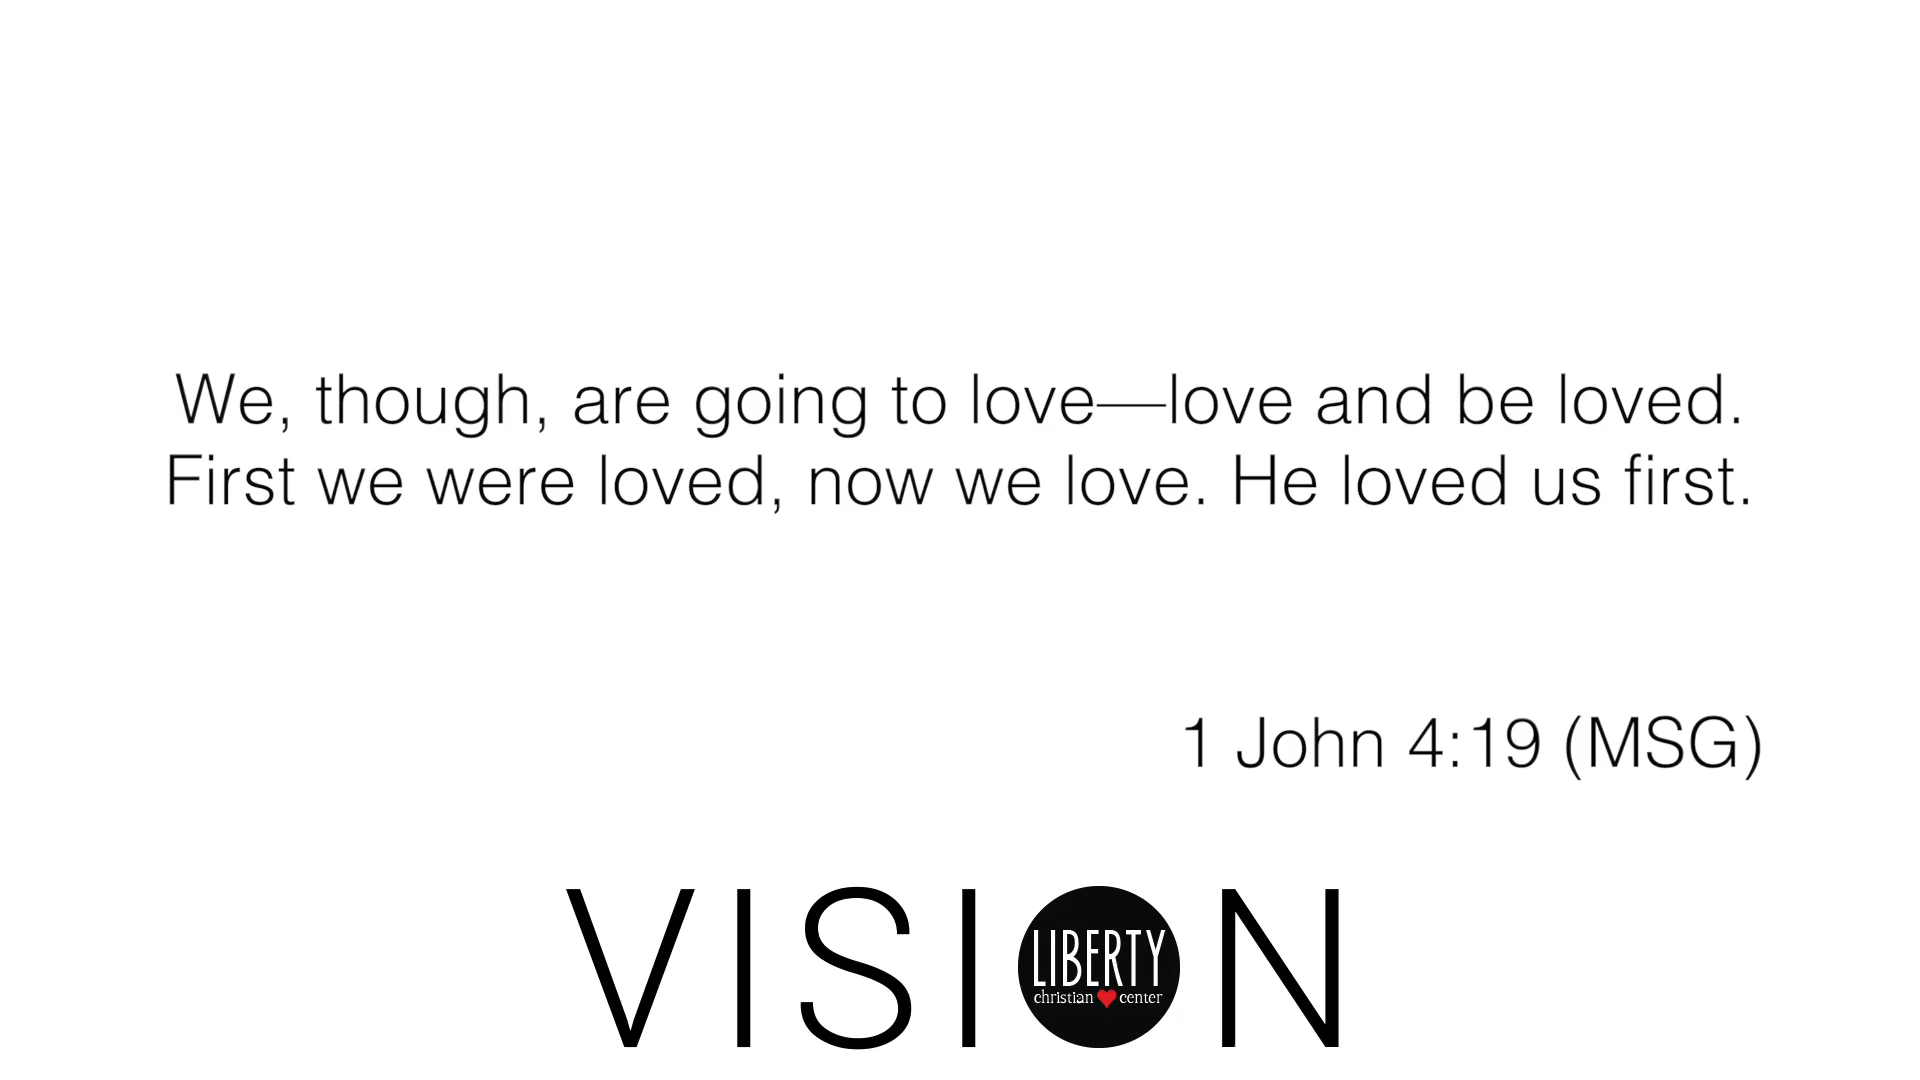 We, though, are going to love—love and be loved.
First we were loved, now we love. He loved us first.
1 John 4:19 (MSG)
VISI N
LIBERTY
christian center